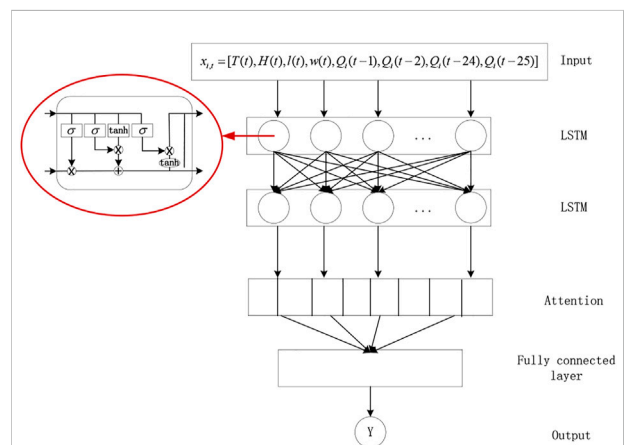 x_{i,t} = [T(t), H(t), l(t), w(t), Q_i(t−1), Q_i(t−2), Q_i(t−24), Q_i(t−25)]
Input
σ σ tanh σ
× ×
tanh
× +
LSTM
. . .
LSTM
. . .
Attention
Fully connected
layer
Y
Output